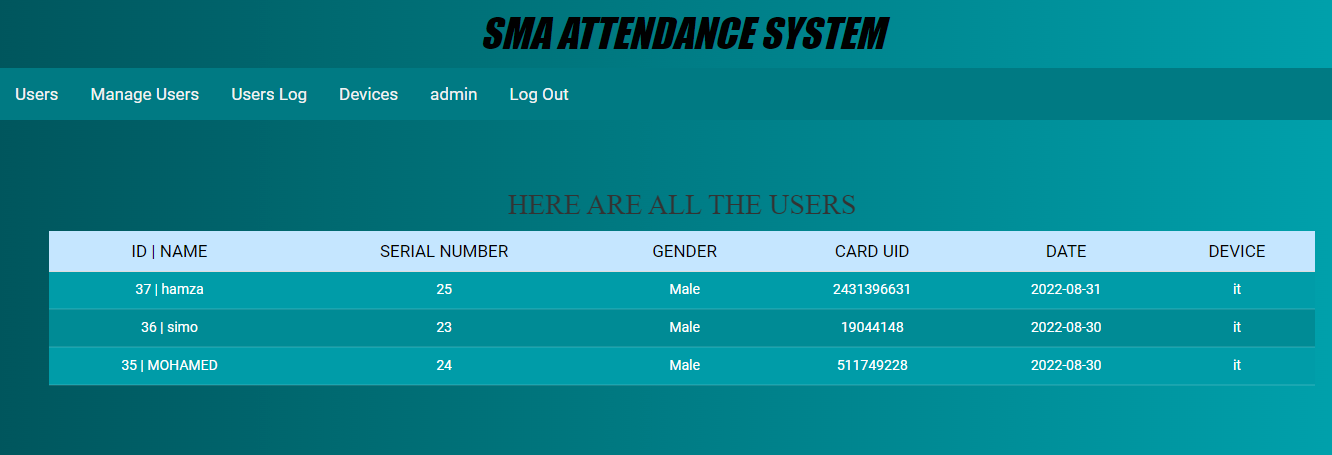 SMA ATTENDANCE SYSTEM
Users Manage Users Users Log Devices admin Log Out
HERE ARE ALL THE USERS
ID | NAME SERIAL NUMBER GENDER CARD UID DATE DEVICE
37 | hamza 25 Male 2431396631 2022-08-31 it
36 | simo 23 Male 19044148 2022-08-30 it
35 | MOHAMED 24 Male 511749228 2022-08-30 it